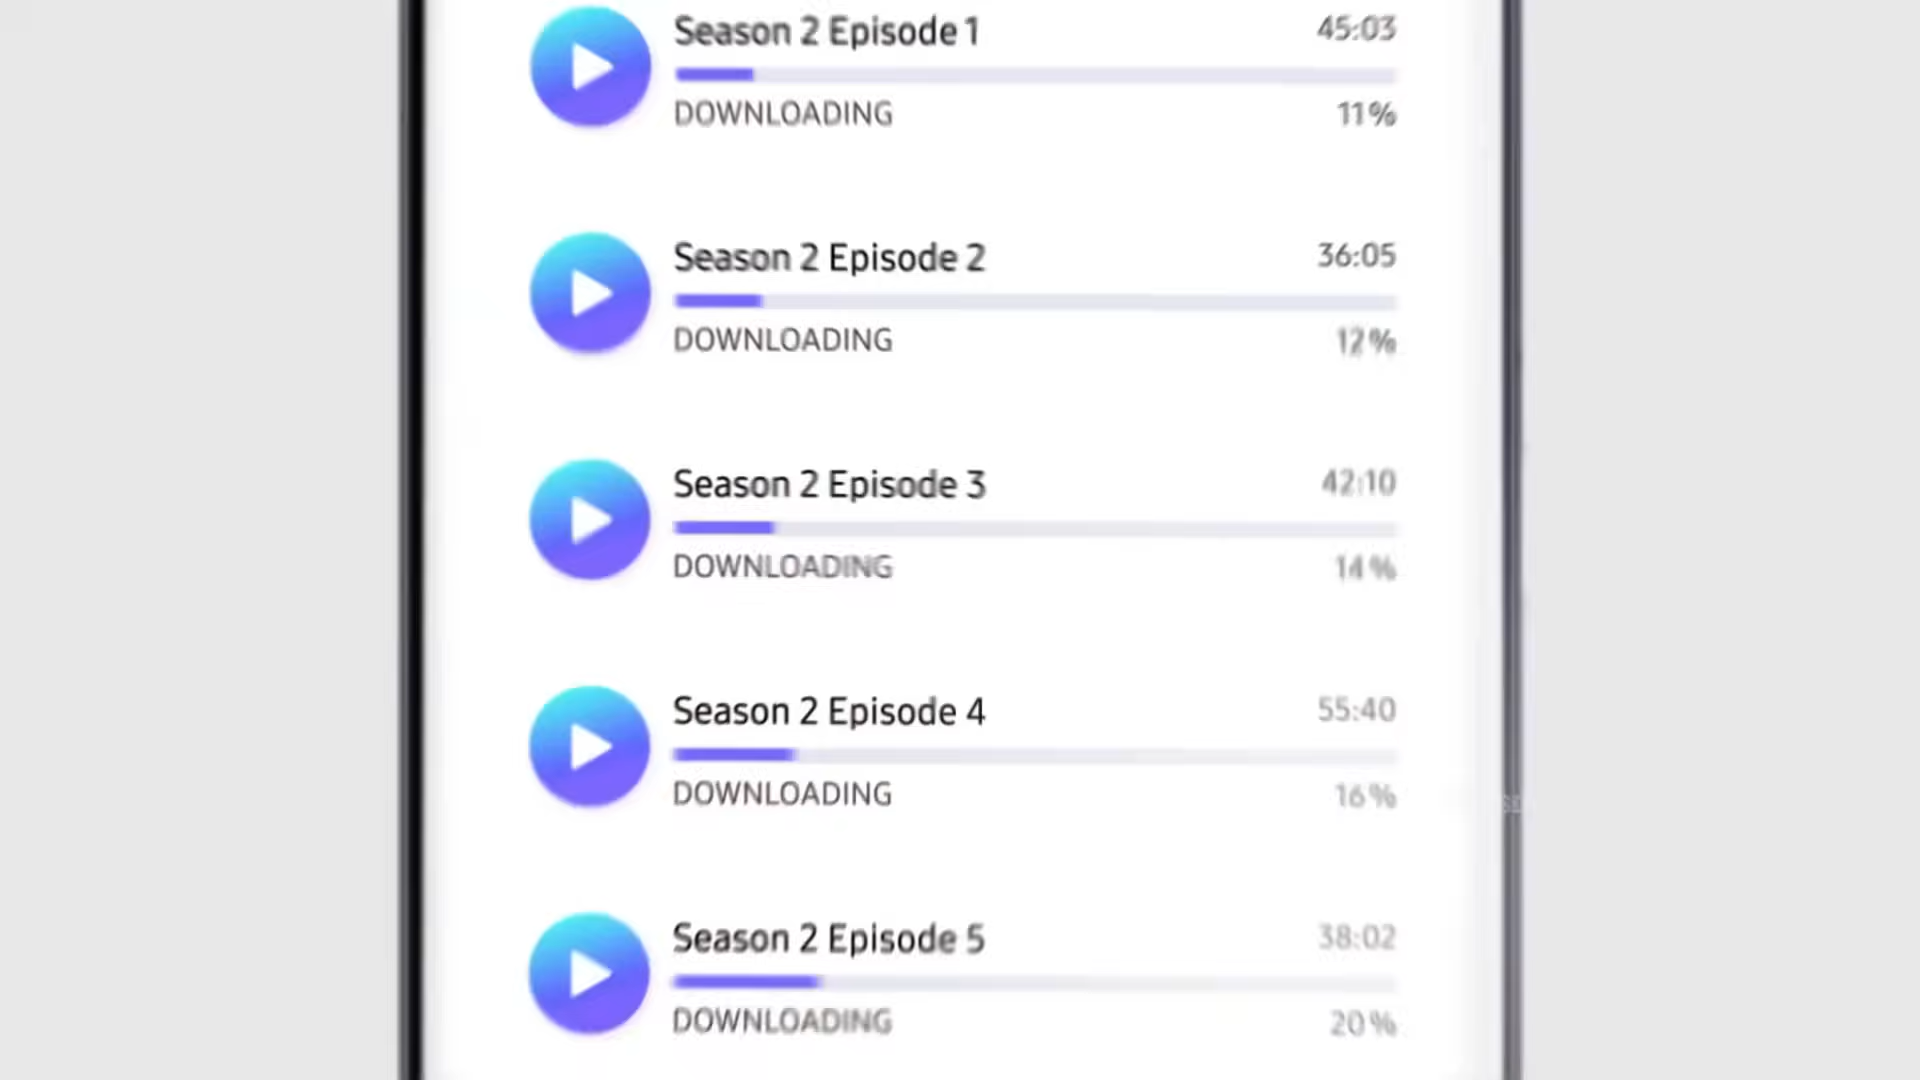 Season 2 Episode 1 45:03
DOWNLOADING 11%
Season 2 Episode 2 36:05
DOWNLOADING 12%
Season 2 Episode 3 42:10
DOWNLOADING 14%
Season 2 Episode 4 55:40
DOWNLOADING 16%
Season 2 Episode 5 38:02
DOWNLOADING 20%